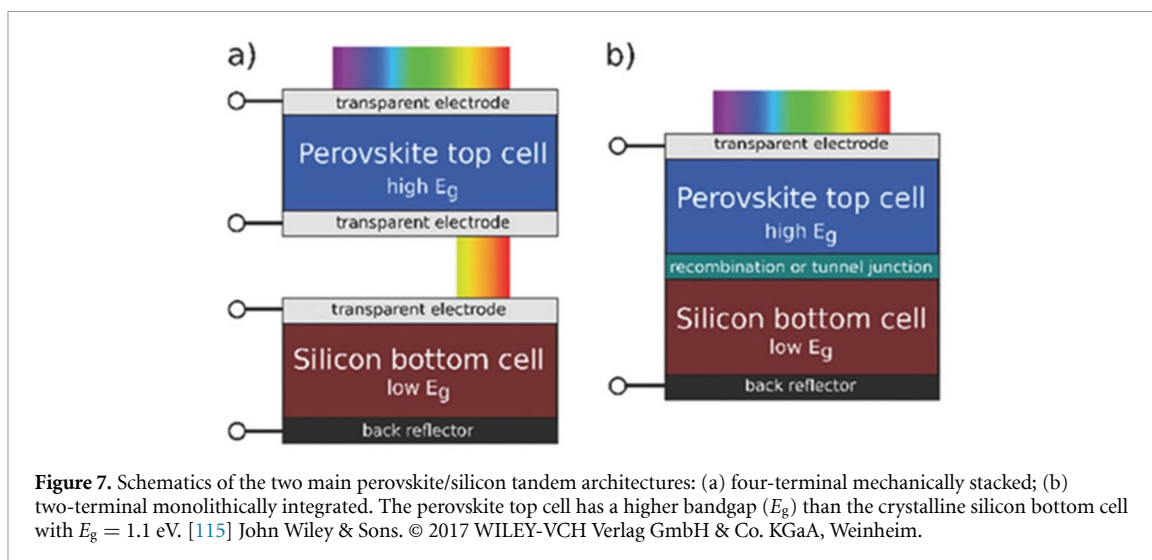 a)
transparent electrode
Perovskite top cell
high Eg
transparent electrode
transparent electrode
Silicon bottom cell
low Eg
back reflector
b)
transparent electrode
Perovskite top cell
high Eg
recombination or tunnel junction
Silicon bottom cell
low Eg
back reflector
Figure 7. Schematics of the two main perovskite/silicon tandem architectures: (a) four-terminal mechanically stacked; (b)
two-terminal monolithically integrated. The perovskite top cell has a higher bandgap (Eg) than the crystalline silicon bottom cell
with Eg = 1.1 eV. [115] John Wiley & Sons. © 2017 WILEY-VCH Verlag GmbH & Co. KGaA, Weinheim.